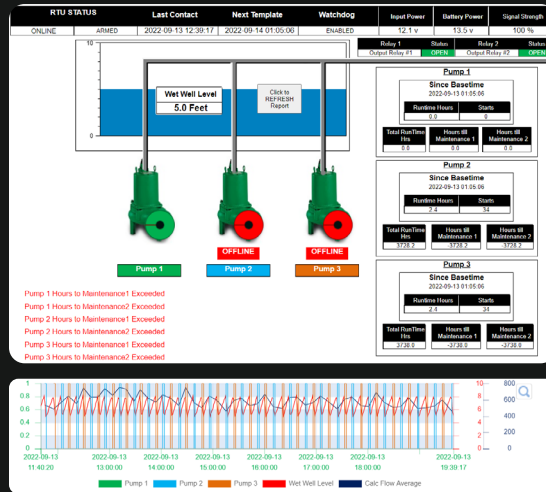 RTU STATUS Last Contact Next Template Watchdog Input Power Battery Power Signal Strength
ONLINE ARMED 2022-09-13 12:39:17 2022-09-14 01:05:06 ENABLED 12.1 v 13.5 v 100 %
Relay 1 Status Relay 2 Status
Output Relay #1 OPEN Output Relay #2 OPEN
10
0
Wet Well Level
5.0 Feet
Click to
REFRESH
Report
Pump 1
Since Basetime
2022-09-13 01:05:06
Runtime Hours Starts
0.0 0
Total RunTime Hrs Hours till Maintenance 1 Hours till Maintenance 2
0.0 0.0 0.0
Pump 2
Since Basetime
2022-09-13 01:05:06
Runtime Hours Starts
2.4 34
Total RunTime Hrs Hours till Maintenance 1 Hours till Maintenance 2
3728.2 -3728.2 -3728.2
Pump 3
Since Basetime
2022-09-13 01:05:06
Runtime Hours Starts
2.4 34
Total RunTime Hrs Hours till Maintenance 1 Hours till Maintenance 2
3738.0 -3738.0 -3738.0
OFFLINE OFFLINE
Pump 1 Pump 2 Pump 3
Pump 1 Hours to Maintenance1 Exceeded
Pump 1 Hours to Maintenance2 Exceeded
Pump 2 Hours to Maintenance1 Exceeded
Pump 2 Hours to Maintenance2 Exceeded
Pump 3 Hours to Maintenance1 Exceeded
Pump 3 Hours to Maintenance2 Exceeded
1 10 800
0.8 8
0.6 6 600
0.4 4 400
0.2 2 200
0 0 0
2022-09-13 2022-09-13 2022-09-13 2022-09-13 2022-09-13 2022-09-13 2022-09-13 2022-09-13
11:40:20 13:00:00 14:00:00 15:00:00 16:00:00 17:00:00 18:00:00 19:39:17
Pump 1 Pump 2 Pump 3 Wet Well Level Calc Flow Average